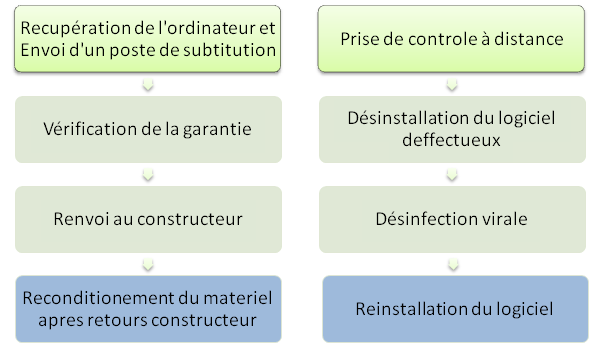 Recupération de l'ordinateur et
Envoi d'un poste de subtitution
Vérification de la garantie
Renvoi au constructeur
Reconditionement du materiel
apres retours constructeur
Prise de controle à distance
Désinstallation du logiciel
deffectueux
Désinfection virale
Reinstallation du logiciel